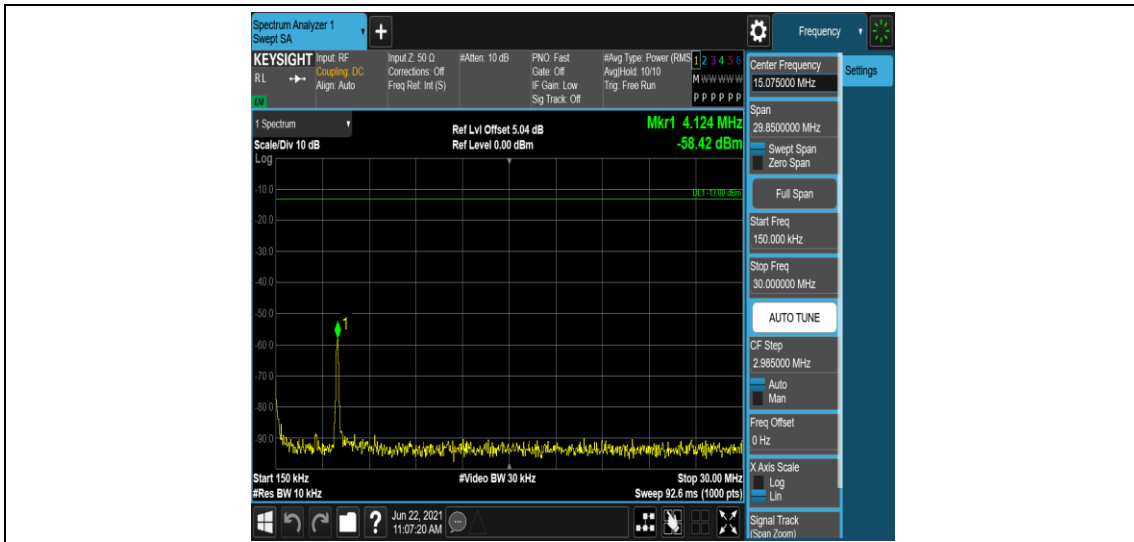 Spectrum Analyzer 1
Swept SA
+
Frequency
KEYSIGHT
RL
LXI
Input: RF
Coupling: DC
Align: Auto
Input Z: 50 Ω
Corrections: Off
Freq Ref: Int (S)
#Atten: 10 dB
PNO: Fast
Gate: Off
IF Gain: Low
Sig Track: Off
#Avg Type: Power (RMS
Avg|Hold: 10/10
Trig: Free Run
1 2 3 4 5 6
M W W W W W
P P P P P P
1 Spectrum
Scale/Div 10 dB
Log
Ref Lvl Offset 5.04 dB
Ref Level 0.00 dBm
Mkr1 4.124 MHz
-58.42 dBm
DL1 -13.00 dBm
-10.0
-20.0
-30.0
-40.0
-50.0
1
-60.0
-70.0
-80.0
-90.0
Start 150 kHz
#Video BW 30 kHz
Stop 30.00 MHz
#Res BW 10 kHz
Sweep 92.6 ms (1000 pts)
?
Jun 22, 2021
11:07:20 AM
Center Frequency
15.075000 MHz
Settings
Span
29.8500000 MHz
Swept Span
Zero Span
Full Span
Start Freq
150.000 kHz
Stop Freq
30.000000 MHz
AUTO TUNE
CF Step
2.985000 MHz
Auto
Man
Freq Offset
0 Hz
X Axis Scale
Log
Lin
Signal Track
(Span Zoom)